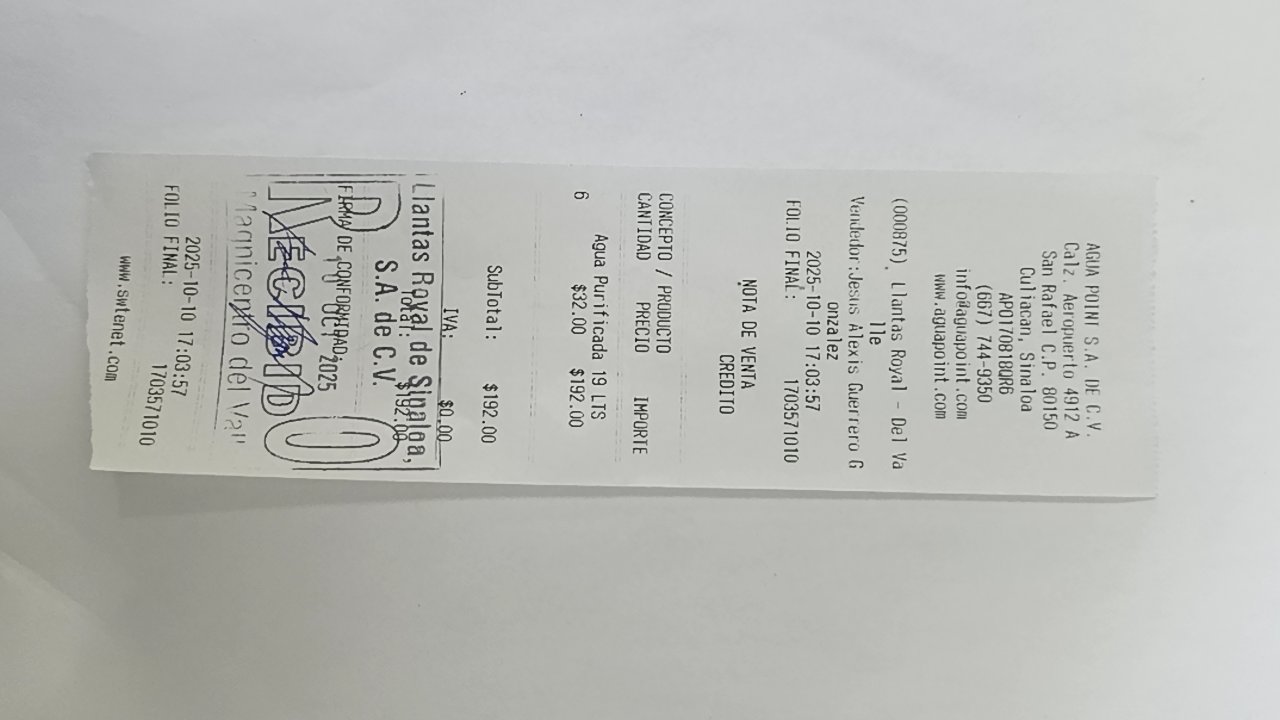 AGUA POINT S.A. DE C.V.
Calz. Aeropuerto 4912 A
San Rafael C.P. 80150
Culiacan, Sinaloa
APO170818QR6
(667) 744-9350
info@aguapoint.com
www.aguapoint.com
(000875), Llantas Royal - Del Va
lle
Vendedor:Jesus Alexis Guerrero G
onzalez
2025-10-10 17:03:57
FOLIO FINAL: 1703571010
NOTA DE VENTA
CREDITO
CONCEPTO / PRODUCTO
CANTIDAD PRECIO IMPORTE
Agua Purificada 19 LTS
6 $32.00 $192.00
SubTotal: $192.00
IVA: $0.00
Total: $192.00
Llantas Royal de Sinaloa,
S.A. de C.V.
FIRMA DE CONFORMIDAD:
10 OCT 2025
RECIBIDO
Magnicentro del Vall
2025-10-10 17:03:57
FOLIO FINAL: 1703571010
www.swtenet.com